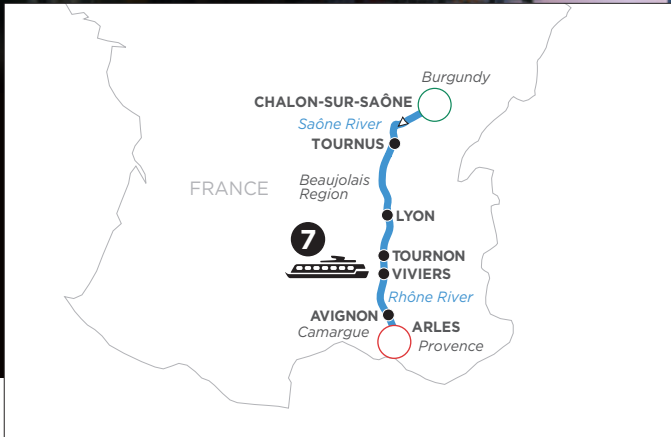 Burgundy
CHALON-SUR-SAÔNE
Saône River
TOURNUS
Beaujolais
Region
FRANCE
LYON
7
TOURNON
VIVIERS
Rhône River
AVIGNON
ARLES
Camargue
Provence